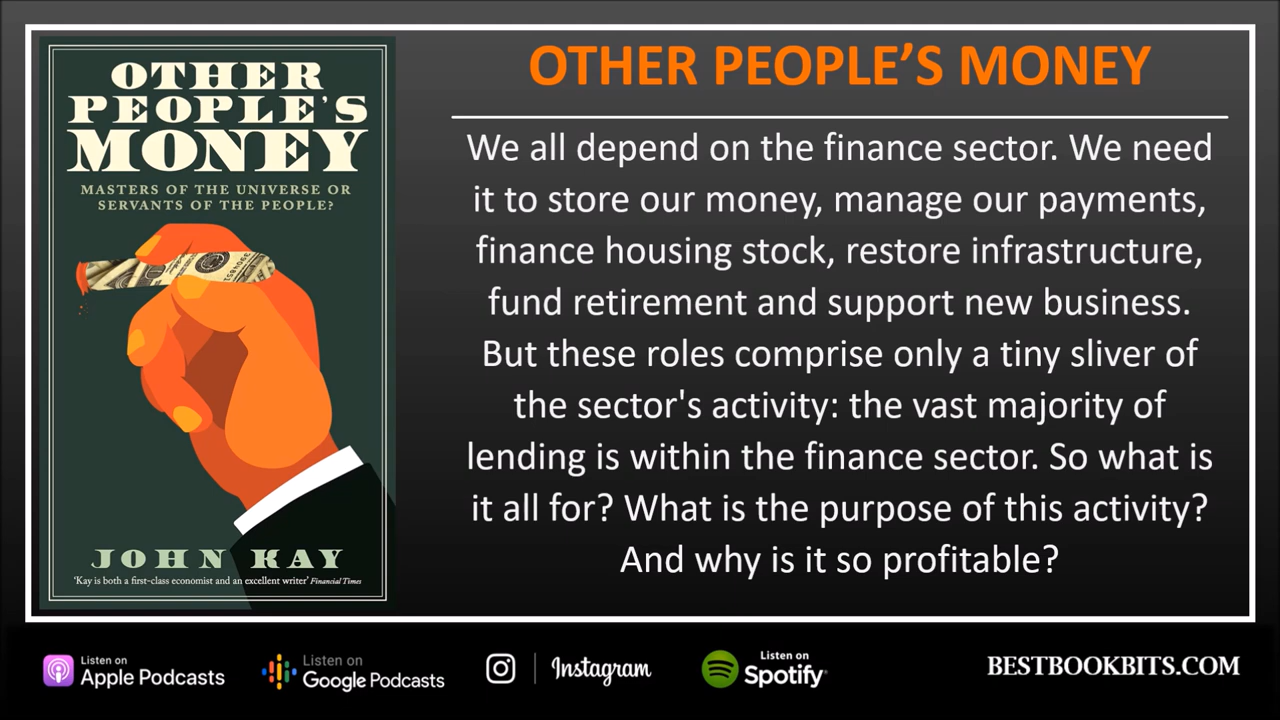 OTHER
PEOPLE'S
MONEY
MASTERS OF THE UNIVERSE OR
SERVANTS OF THE PEOPLE?
JOHN KAY
'Kay is both a first-class economist and an excellent writer' Financial Times
OTHER PEOPLE’S MONEY
We all depend on the finance sector. We need
it to store our money, manage our payments,
finance housing stock, restore infrastructure,
fund retirement and support new business.
But these roles comprise only a tiny sliver of
the sector's activity: the vast majority of
lending is within the finance sector. So what is
it all for? What is the purpose of this activity?
And why is it so profitable?
Listen on
Apple Podcasts
Listen on
Google Podcasts
Instagram
Listen on
Spotify
BESTBOOKBITS.COM